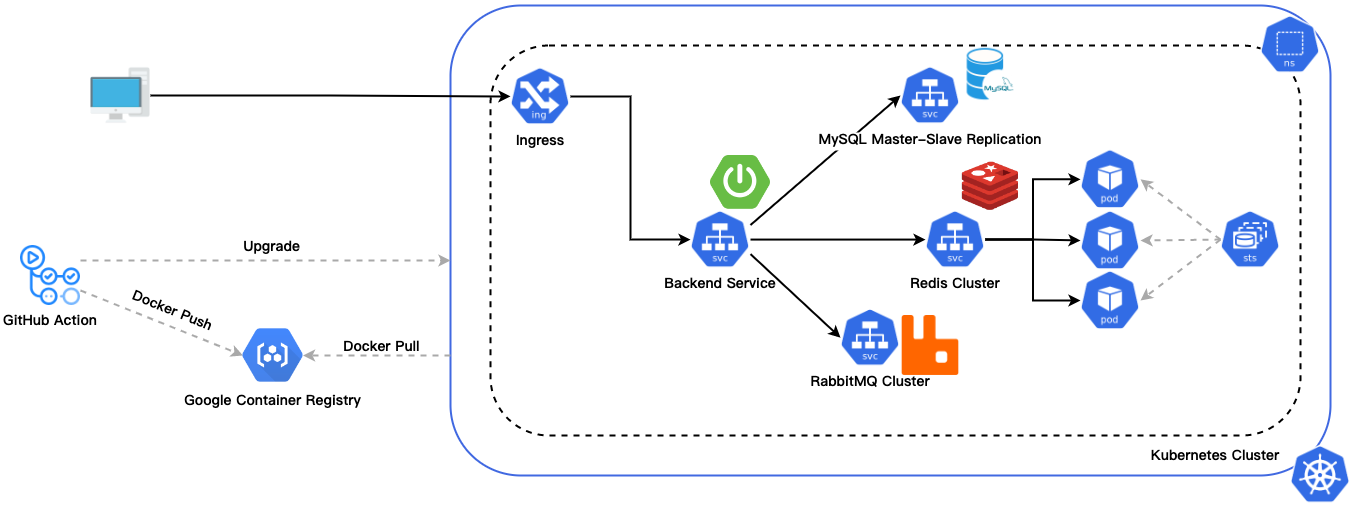 ns
ing
Ingress
svc
MySQL
MySQL Master-Slave Replication
pod
svc
Backend Service
svc
Redis Cluster
pod
sts
pod
Upgrade
GitHub Action
Docker Push
Docker Pull
Google Container Registry
svc
RabbitMQ Cluster
Kubernetes Cluster